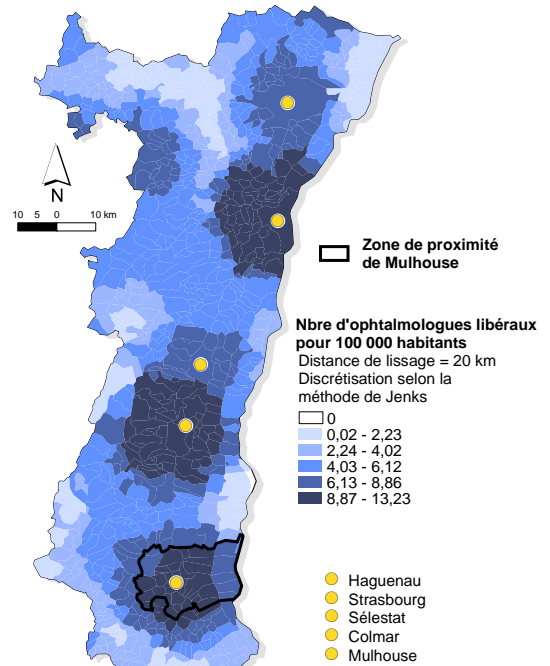 N
10 5 0 10 km
Zone de proximité
de Mulhouse
Nbre d'ophtalmologues libéraux
pour 100 000 habitants
Distance de lissage = 20 km
Discrétisation selon la
méthode de Jenks
0
0,02 - 2,23
2,24 - 4,02
4,03 - 6,12
6,13 - 8,86
8,87 - 13,23
Haguenau
Strasbourg
Sélestat
Colmar
Mulhouse